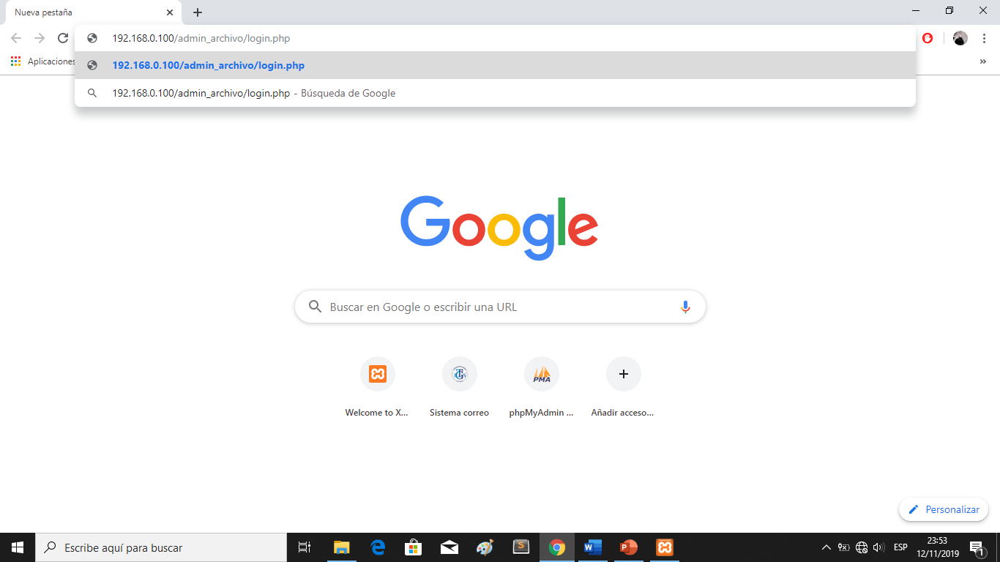 Nueva pestaña
192.168.0.100/admin_archivo/login.php
Aplicaciones
192.168.0.100/admin_archivo/login.php
192.168.0.100/admin_archivo/login.php - Búsqueda de Google
Google
Buscar en Google o escribir una URL
PMA
Welcome to X... Sistema correo phpMyAdmin ... Añadir acceso...
Personalizar
Escribe aquí para buscar
ESP
23:53
12/11/2019
1